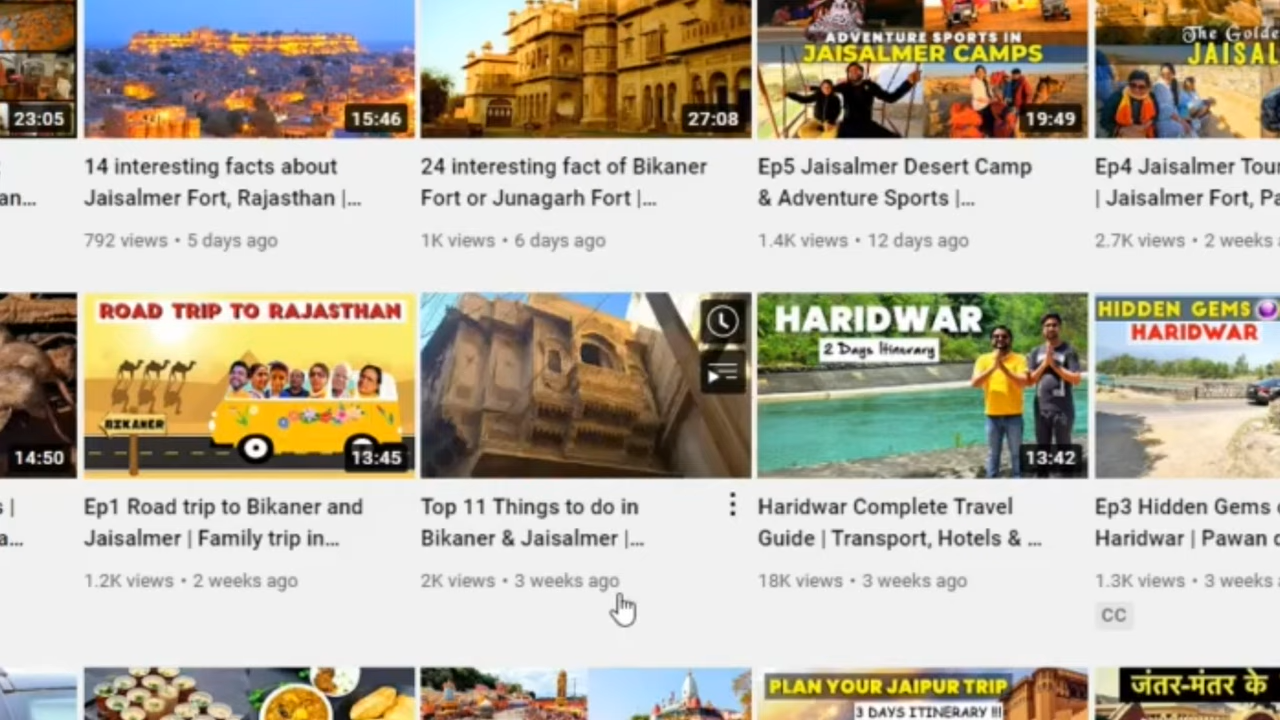 ADVENTURE SPORTS IN
JAISALMER CAMPS
The Golde
JAISAL
23:05
15:46
27:08
19:49
an...
14 interesting facts about
Jaisalmer Fort, Rajasthan |...
792 views • 5 days ago
24 interesting fact of Bikaner
Fort or Junagarh Fort |...
1K views • 6 days ago
Ep5 Jaisalmer Desert Camp
& Adventure Sports |...
1.4K views • 12 days ago
Ep4 Jaisalmer Tou
| Jaisalmer Fort, Pa
2.7K views • 2 weeks a
ROAD TRIP TO RAJASTHAN
BIKANER
HARIDWAR
2 Days Itinerary
HIDDEN GEMS
HARIDWAR
14:50
13:45
13:42
s |
a...
Ep1 Road trip to Bikaner and
Jaisalmer | Family trip in...
1.2K views • 2 weeks ago
Top 11 Things to do in
Bikaner & Jaisalmer |...
2K views • 3 weeks ago
Haridwar Complete Travel
Guide | Transport, Hotels & ...
18K views • 3 weeks ago
Ep3 Hidden Gems
Haridwar | Pawan d
1.3K views • 3 weeks a
CC
PLAN YOUR JAIPUR TRIP
3 DAYS ITINERARY !!!
जंतर-मंतर के